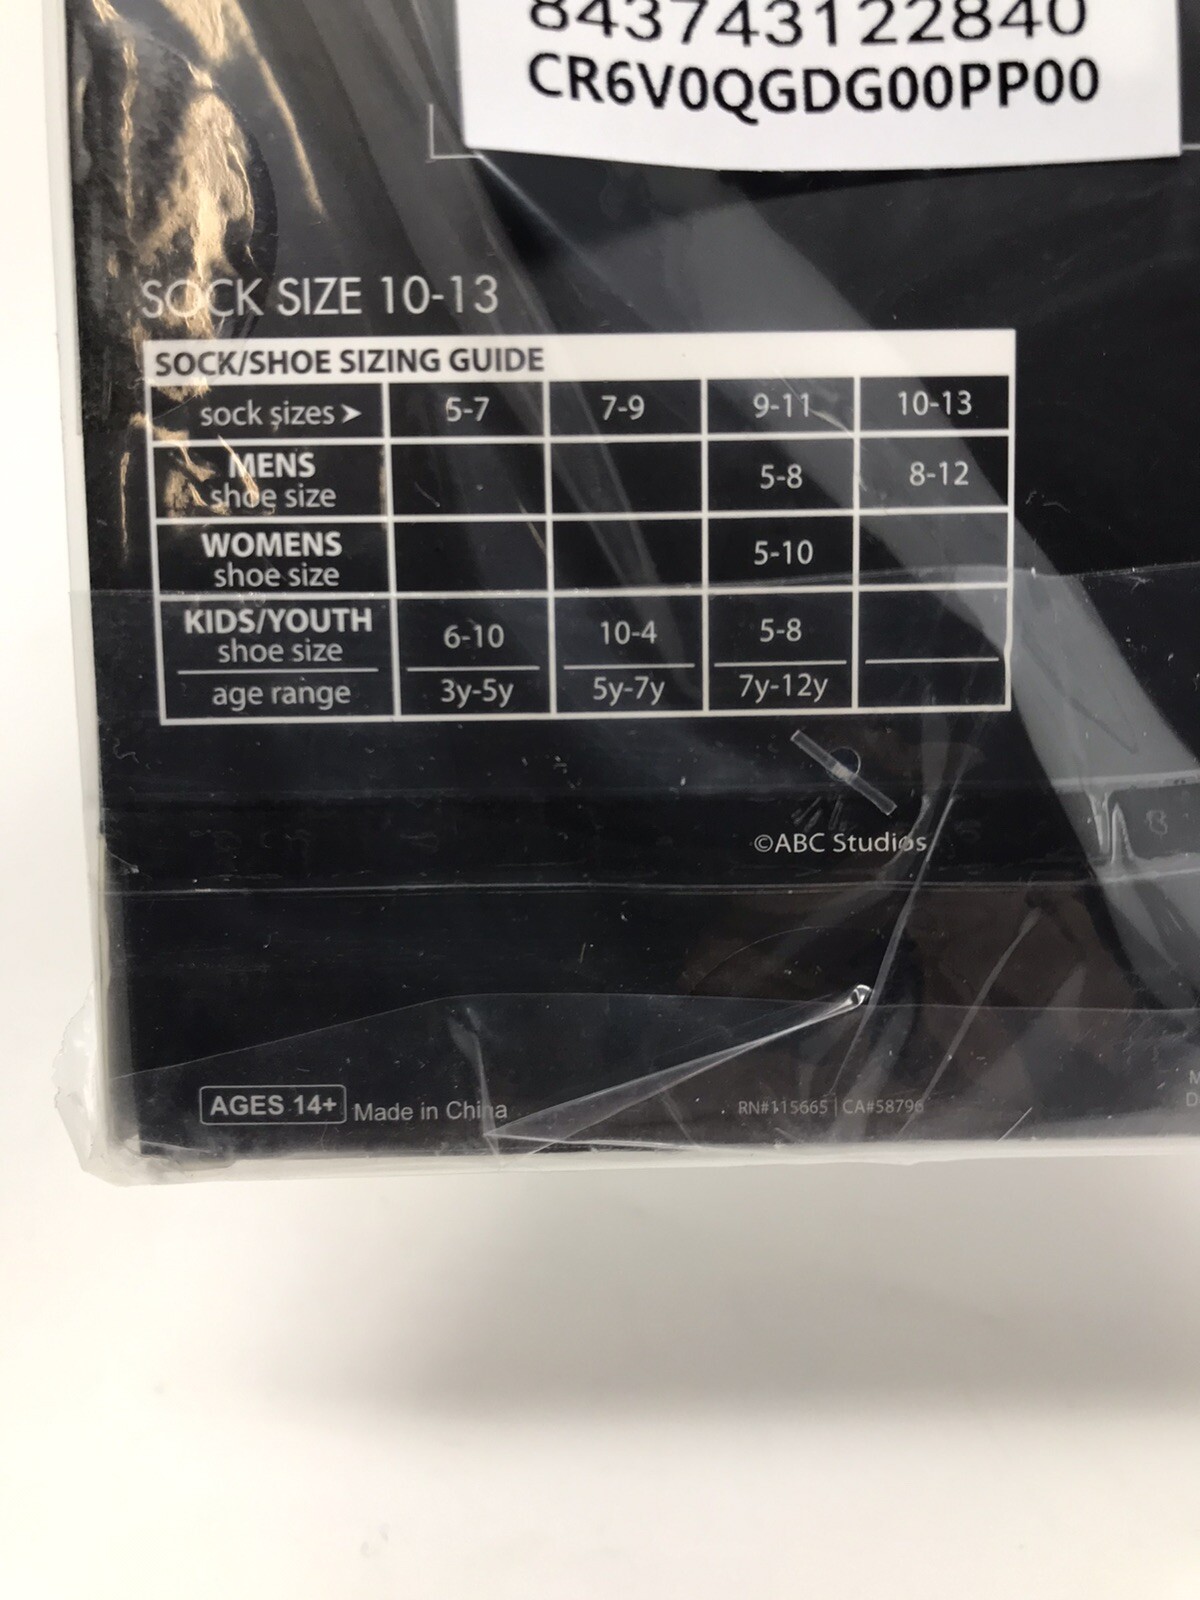 843743122840
CR6V0QGDG00PP00
SOCK SIZE 10-13
SOCK/SHOE SIZING GUIDE
sock sizes➤ 5-7 7-9 9-11 10-13
MENS
shoe size 5-8 8-12
WOMENS
shoe size 5-10
KIDS/YOUTH
shoe size 6-10 10-4 5-8
age range 3y-5y 5y-7y 7y-12y
©ABC Studios
AGES 14+ Made in China
RN#115665 | CA#58796